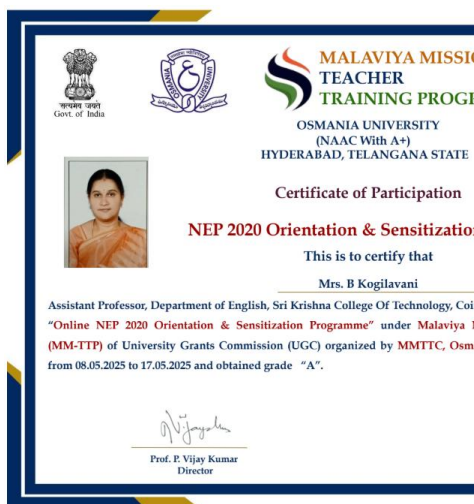 MALAVIYA MISSIO
TEACHER
TRAINING PROGR
सत्यमेव जयते
Govt. of India
OSMANIA UNIVERSITY
(NAAC With A+)
HYDERABAD, TELANGANA STATE
Certificate of Participation
NEP 2020 Orientation & Sensitization
This is to certify that
Mrs. B Kogilavani
Assistant Professor, Department of English, Sri Krishna College Of Technology, Coi
“Online NEP 2020 Orientation & Sensitization Programme” under Malaviya
(MM-TTP) of University Grants Commission (UGC) organized by MMTTC, Osm
from 08.05.2025 to 17.05.2025 and obtained grade “A”.
Prof. P. Vijay Kumar
Director